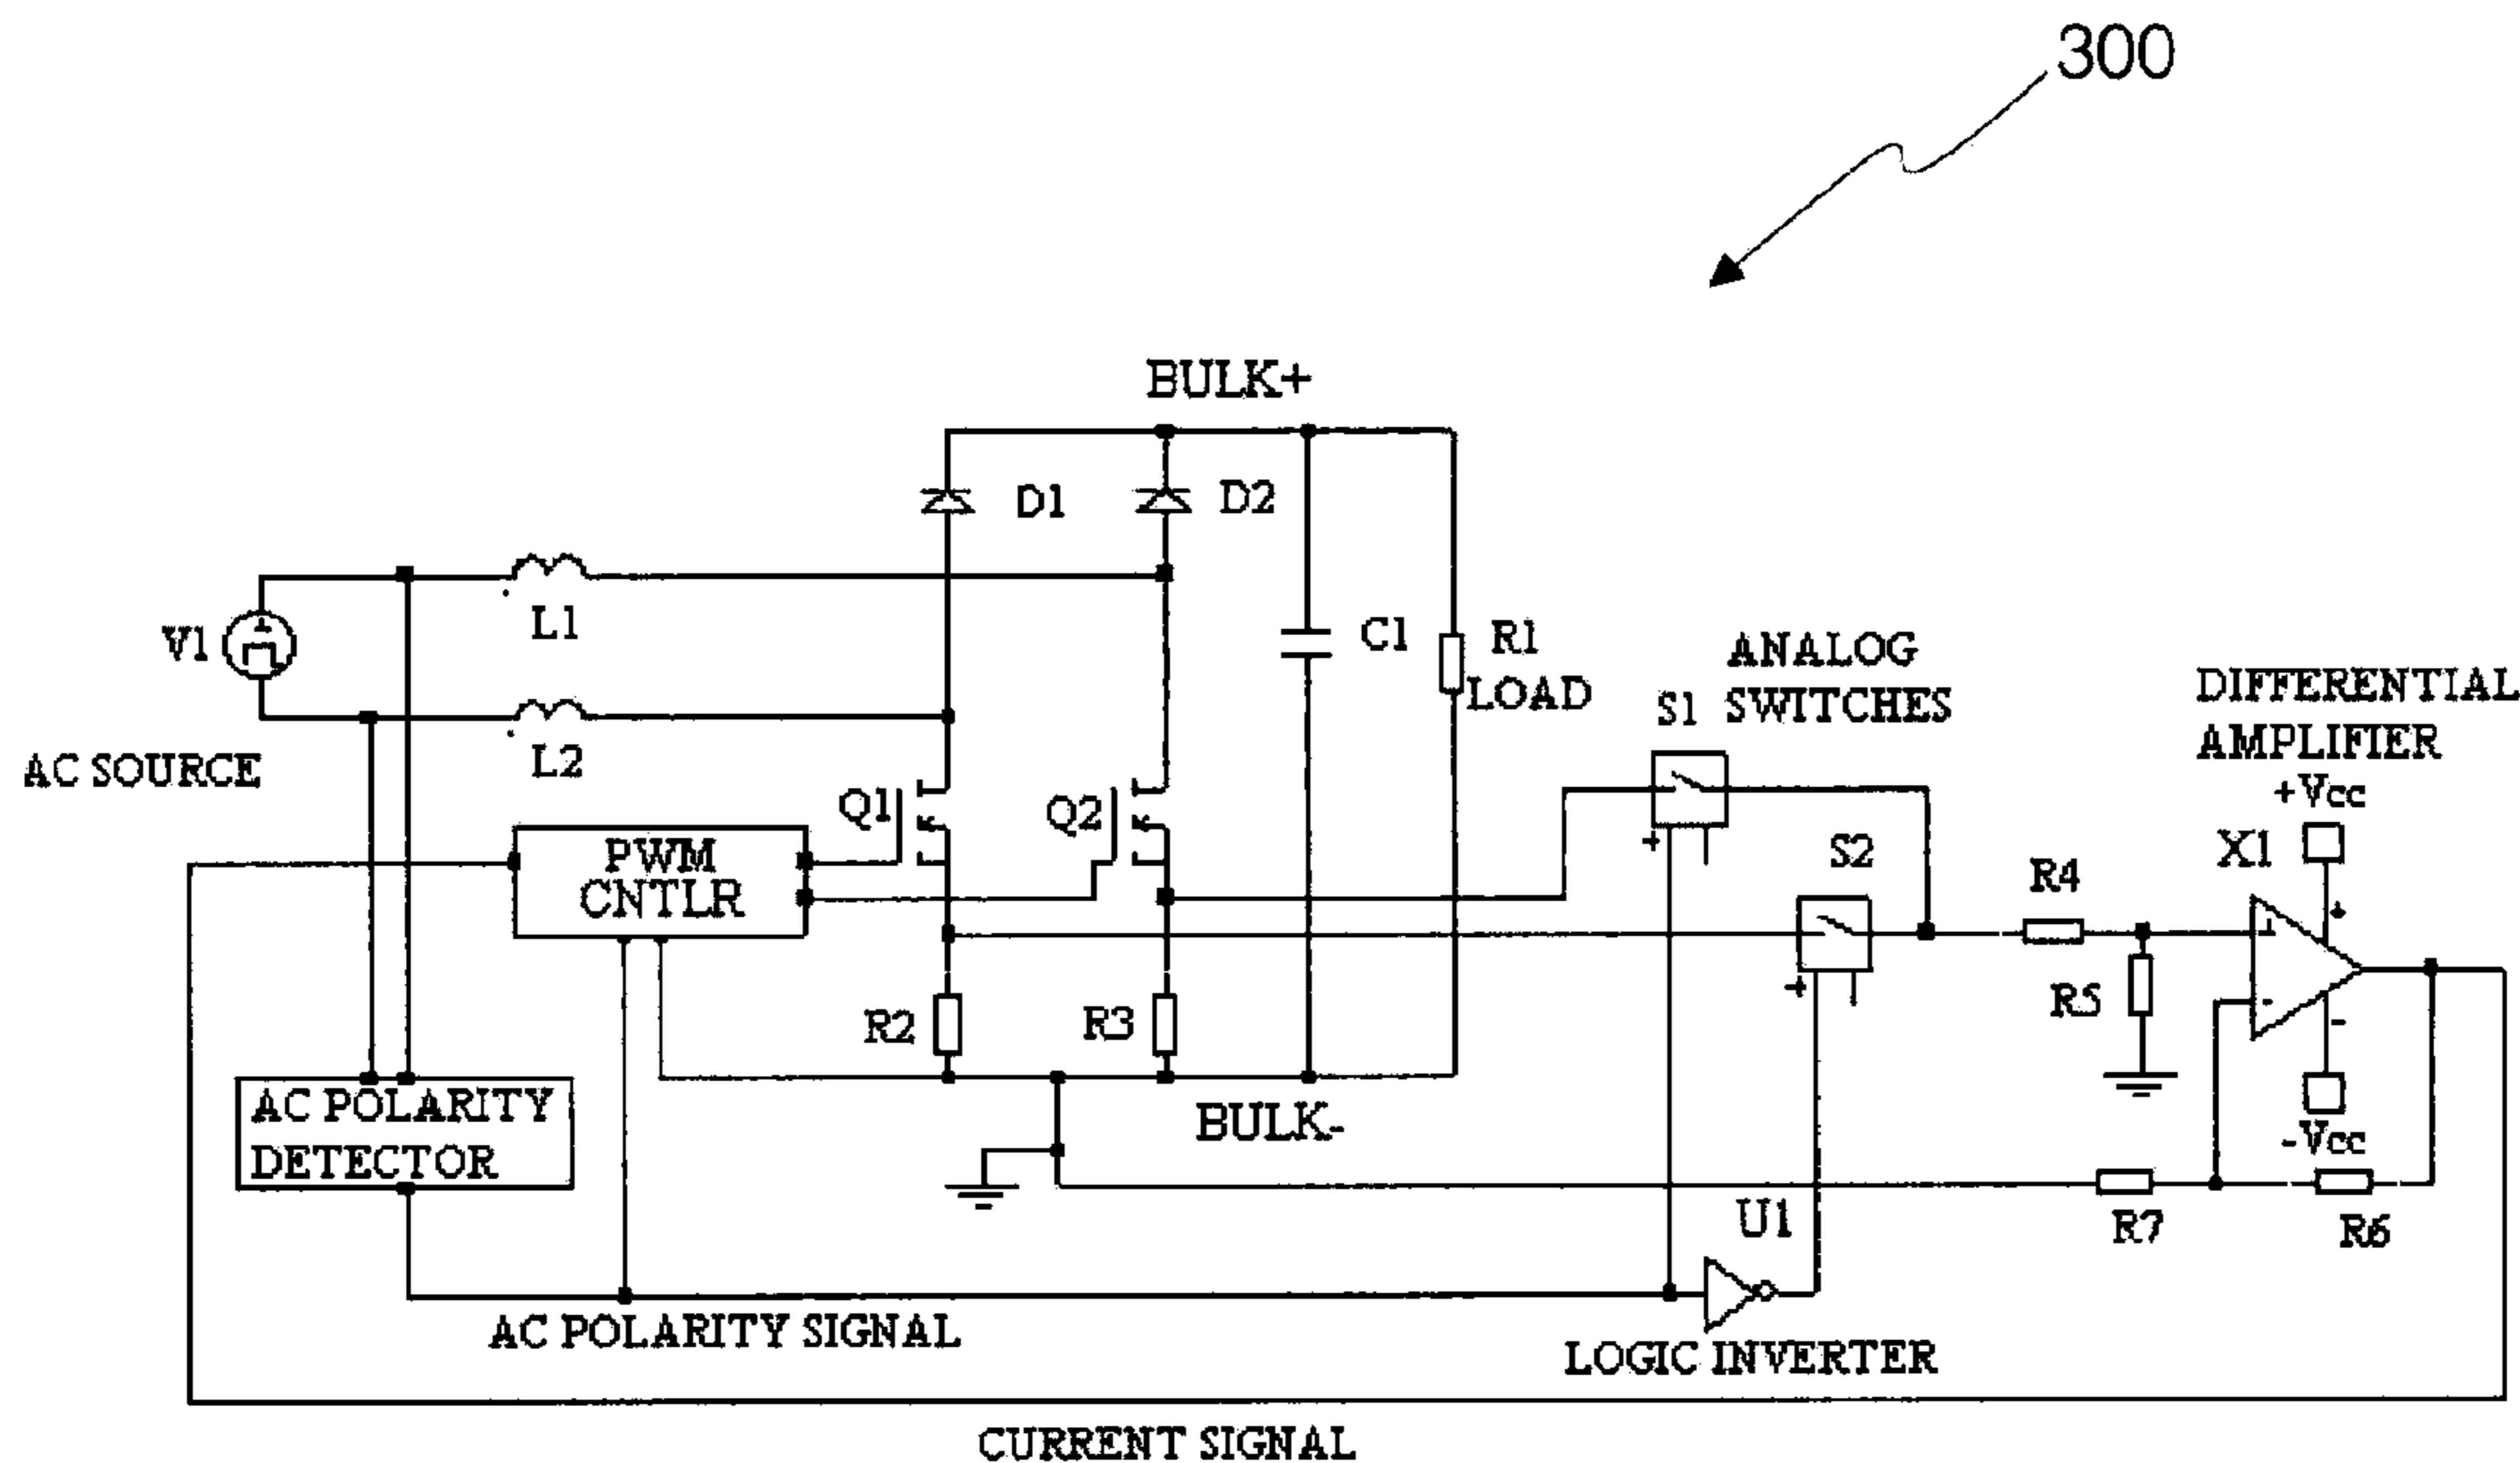 300
BULK+
D1
D2
L1
V1
C1
R1
LOAD
ANALOG
S1 SWITCHES
DIFFERENTIAL
AMPLIFIER
+Vcc
AC SOURCE
L2
Q1
Q2
PWM
CNTLR
S2
X1
R4
+
+
+
+
-
-
R2
R3
R5
AC POLARITY
DETECTOR
BULK-
-Vcc
U1
R7
R6
AC POLARITY SIGNAL
LOGIC INVERTER
CURRENT SIGNAL